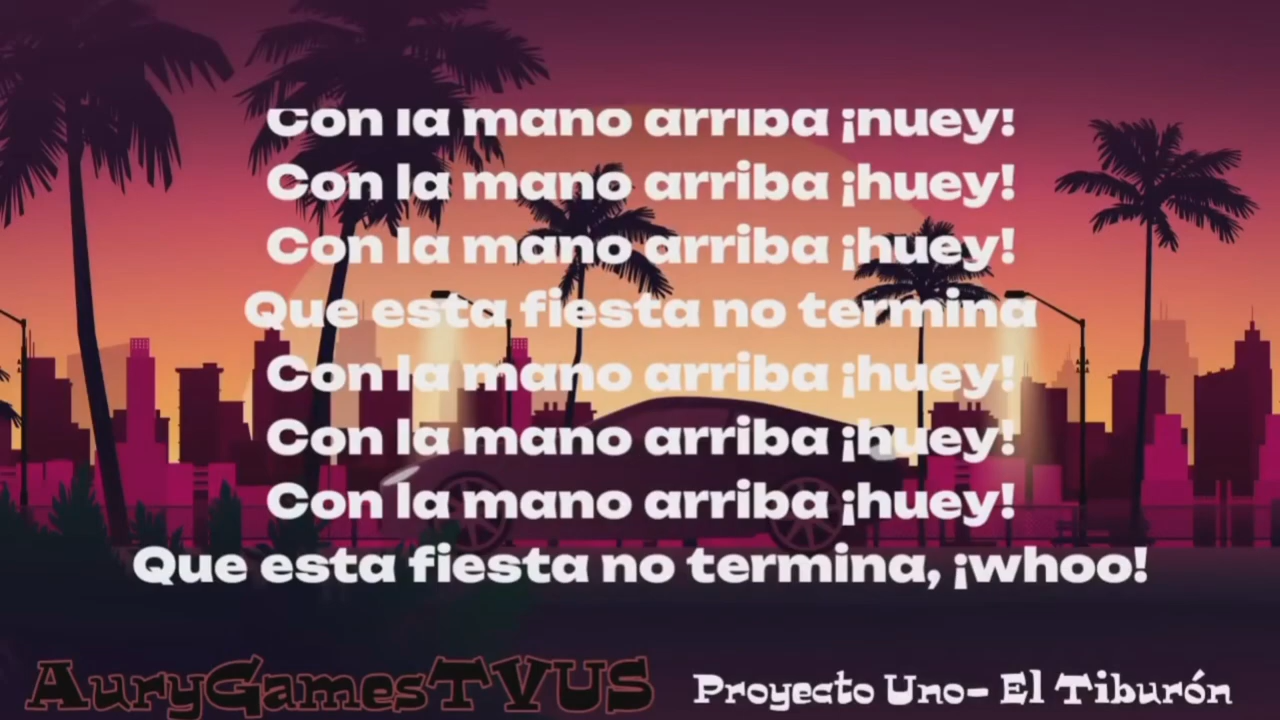 Con la mano arriba ¡huey!
Con la mano arriba ¡huey!
Con la mano arriba ¡huey!
Que esta fiesta no termina
Con la mano arriba ¡huey!
Con la mano arriba ¡huey!
Con la mano arriba ¡huey!
Que esta fiesta no termina, ¡whoo!
AuryGamesTVUS
Proyecto Uno- El Tiburón